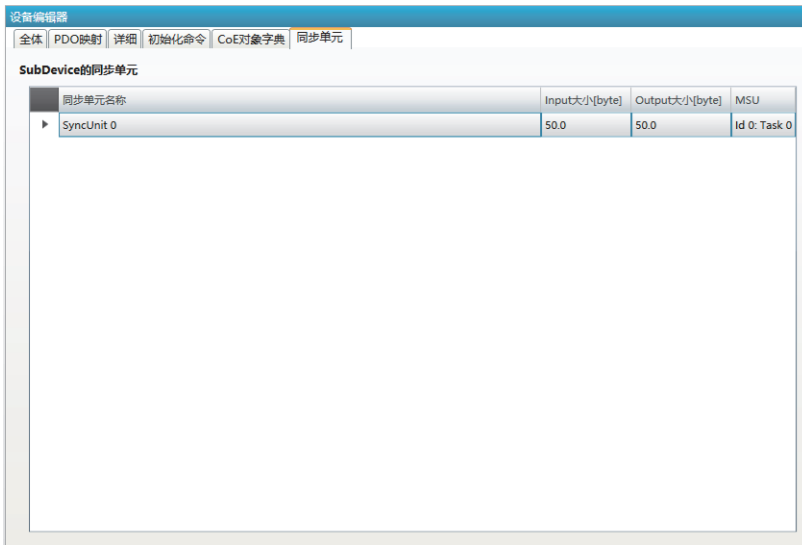 设备编辑器
全体 PDO映射 详细 初始化命令 CoE对象字典 同步单元
SubDevice的同步单元
同步单元名称 Input大小[byte] Output大小[byte] MSU
SyncUnit 0 50.0 50.0 Id 0: Task 0